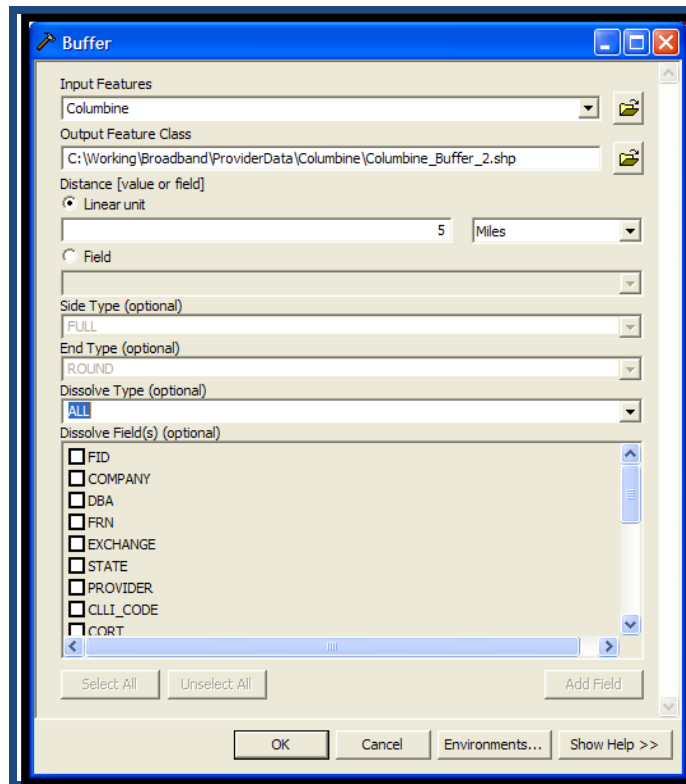 Buffer
Input Features
Columbine
Output Feature Class
C:\Working\Broadband\ProviderData\Columbine\Columbine_Buffer_2.shp
Distance [value or field]
Linear unit
5 Miles
Field
Side Type (optional)
FULL
End Type (optional)
ROUND
Dissolve Type (optional)
ALL
Dissolve Field(s) (optional)
FID
COMPANY
DBA
FRN
EXCHANGE
STATE
PROVIDER
CLLI_CODE
CORT
Select All Unselect All Add Field
OK Cancel Environments... Show Help >>